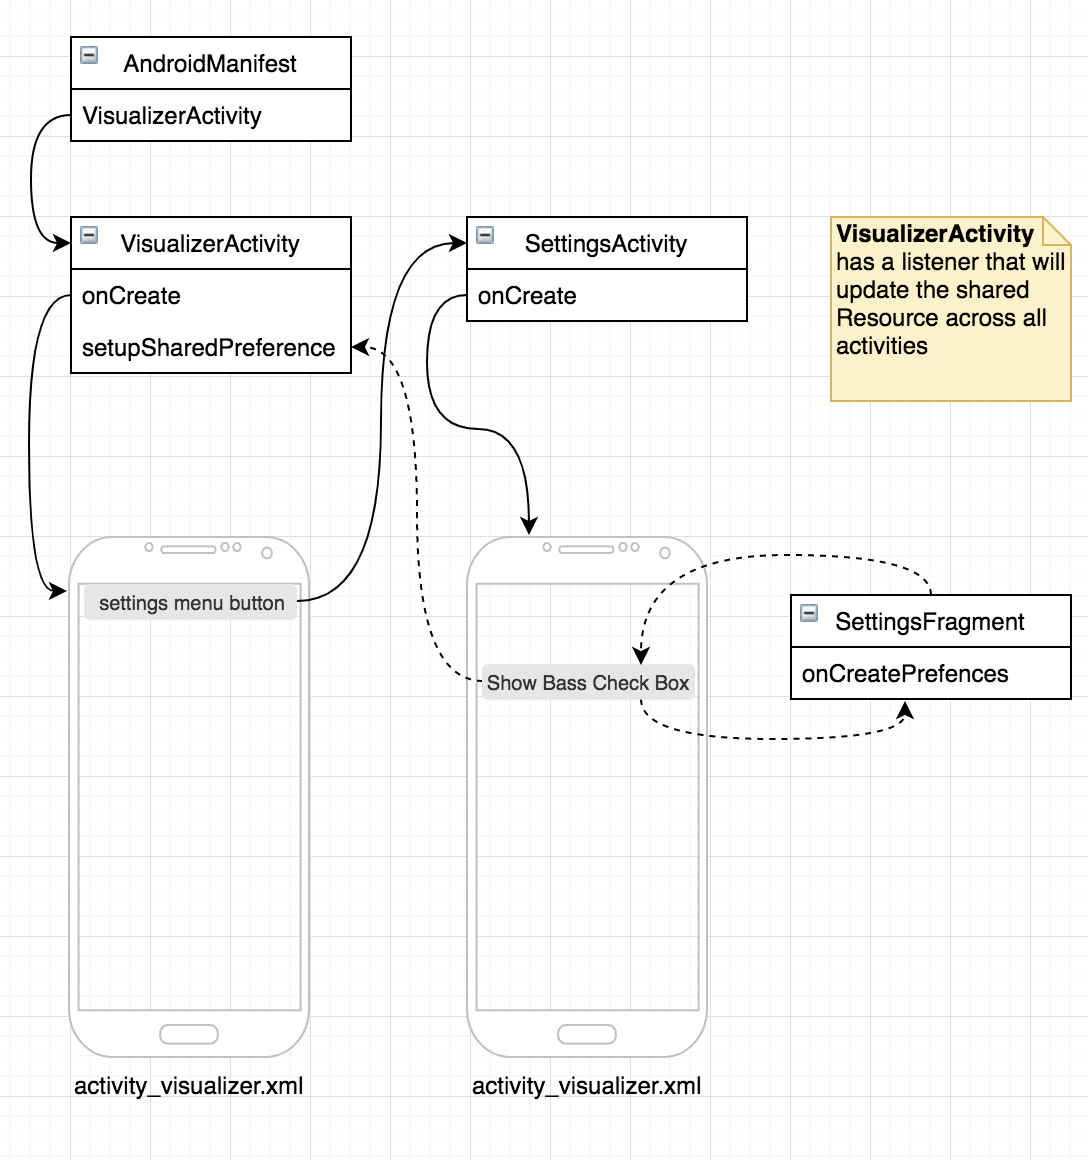 AndroidManifest
VisualizerActivity
VisualizerActivity
onCreate
setupSharedPreference
SettingsActivity
onCreate
VisualizerActivity
has a listener that will
update the shared
Resource across all
activities
settings menu button
Show Bass Check Box
SettingsFragment
onCreatePrefences
activity_visualizer.xml
activity_visualizer.xml